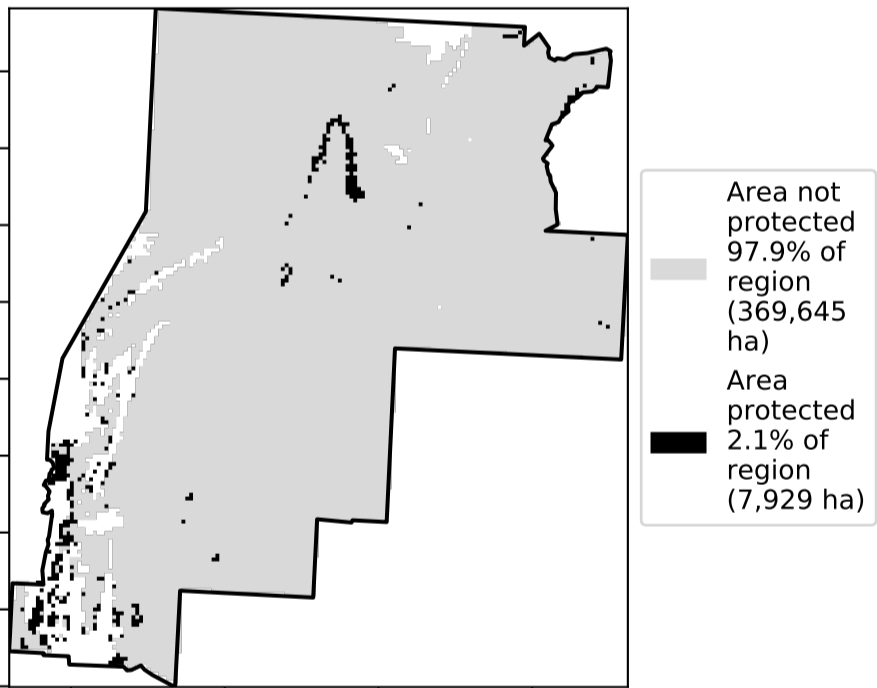 Area not
protected
97.9% of
region
(369,645
ha)
Area
protected
2.1% of
region
(7,929 ha)